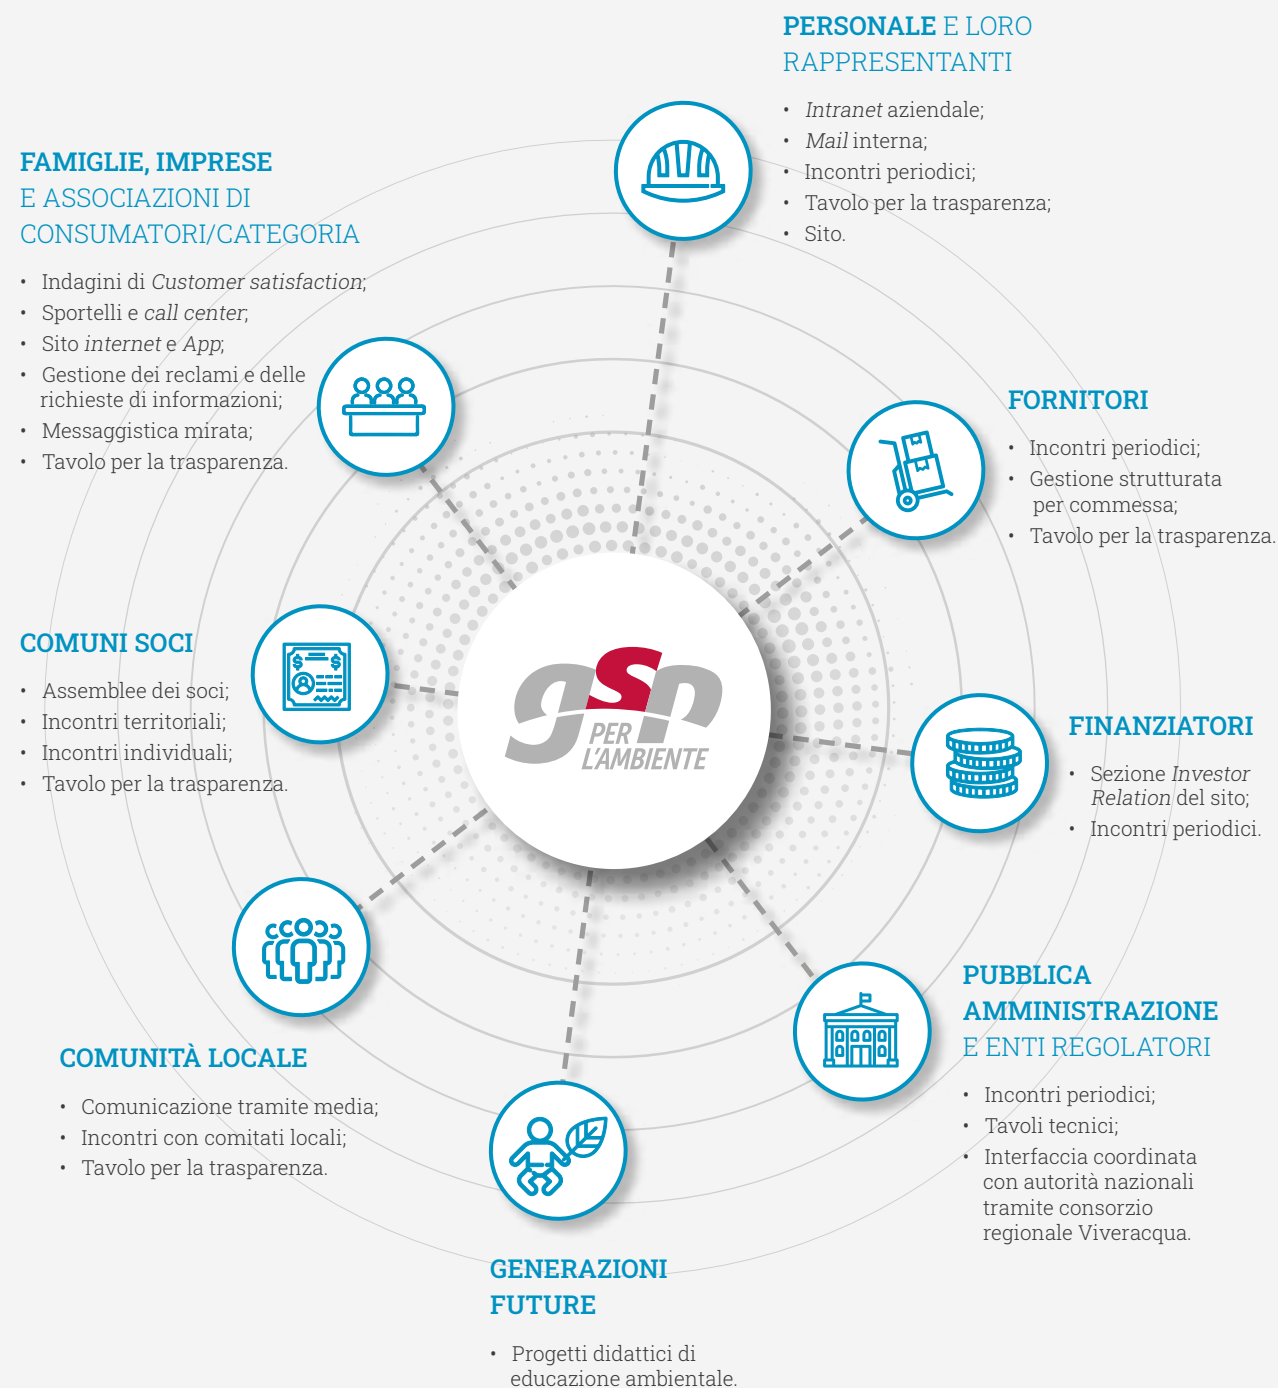 PERSONALE E LORO
RAPPRESENTANTI
• Intranet aziendale;
• Mail interna;
• Incontri periodici;
• Tavolo per la trasparenza;
• Sito.
FAMIGLIE, IMPRESE
E ASSOCIAZIONI DI
CONSUMATORI/CATEGORIA
• Indagini di Customer satisfaction;
• Sportelli e call center;
• Sito internet e App;
• Gestione dei reclami e delle
richieste di informazioni;
• Messaggistica mirata;
• Tavolo per la trasparenza.
FORNITORI
• Incontri periodici;
• Gestione strutturata
per commessa;
• Tavolo per la trasparenza.
COMUNI SOCI
• Assemblee dei soci;
• Incontri territoriali;
• Incontri individuali;
• Tavolo per la trasparenza.
gsp
PER
L'AMBIENTE
FINANZIATORI
• Sezione Investor
Relation del sito;
• Incontri periodici.
COMUNITÀ LOCALE
• Comunicazione tramite media;
• Incontri con comitati locali;
• Tavolo per la trasparenza.
PUBBLICA
AMMINISTRAZIONE
E ENTI REGOLATORI
• Incontri periodici;
• Tavoli tecnici;
• Interfaccia coordinata
con autorità nazionali
tramite consorzio
regionale Viveracqua.
GENERAZIONI
FUTURE
• Progetti didattici di
educazione ambientale.